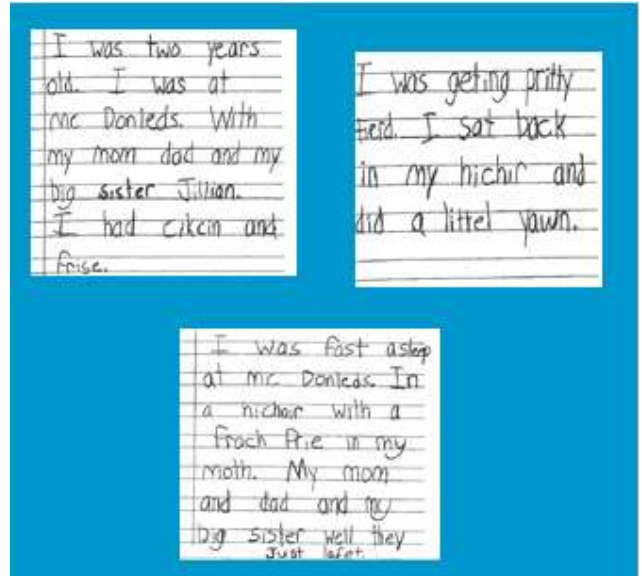 I was two years
old. I was at
mc Donleds. With
my mom dad and my
big sister Jillian.
I had cikcin and
frise.
I was geting pritty
tierd. I sat back
in my hichir and
did a littel yawn.
I was fast asleep
at mc Donleds. In
a hichair with a
frach frie in my
moth. My mom
and dad and my
big sister well they
Just lafet.